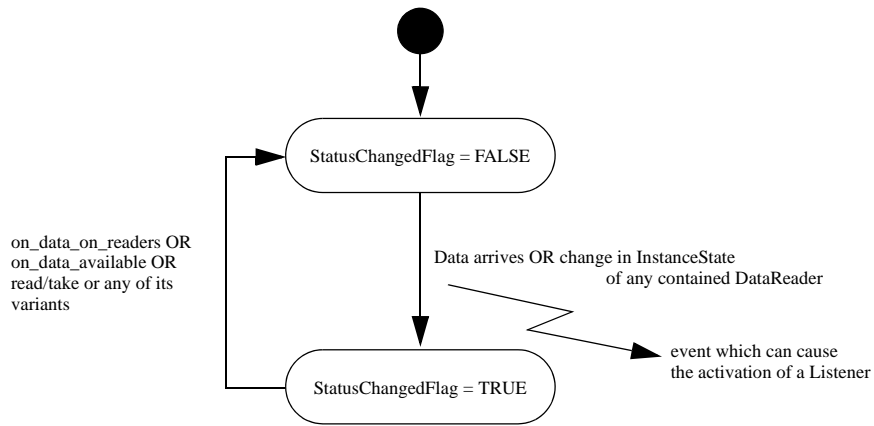 StatusChangedFlag = FALSE
on_data_on_readers OR
on_data_available OR
read/take or any of its
variants
Data arrives OR change in InstanceState
of any contained DataReader
event which can cause
the activation of a Listener
StatusChangedFlag = TRUE